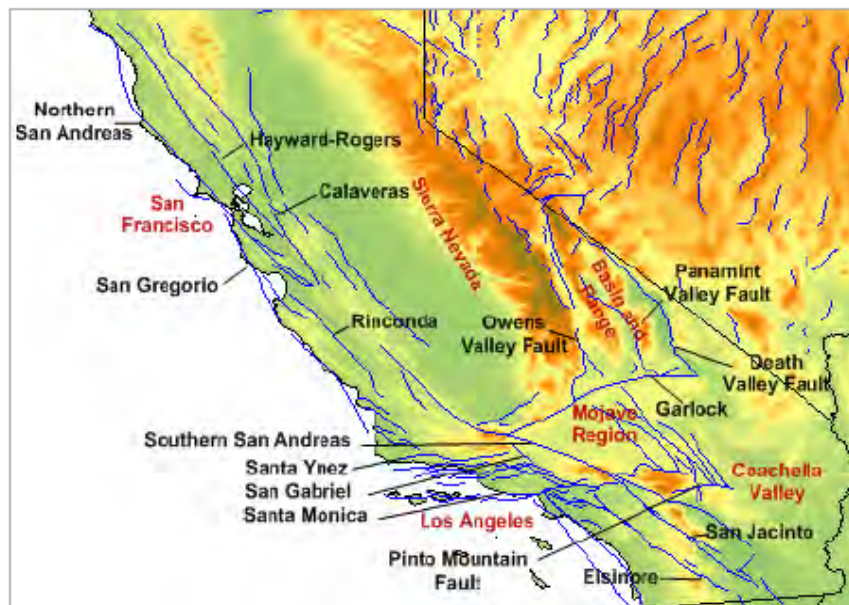 Northern
San Andreas
Hayward-Rogers
Calaveras
San
Francisco
San Gregorio
Rinconda
Sierra Nevada
Basin and
Range
Panamint
Valley Fault
Owens
Valley Fault
Death
Valley Fault
Garlock
Mojave
Region
Southern San Andreas
Santa Ynez
San Gabriel
Santa Monica
Los Angeles
Coachella
Valley
San Jacinto
Pinto Mountain
Fault
Elsinore